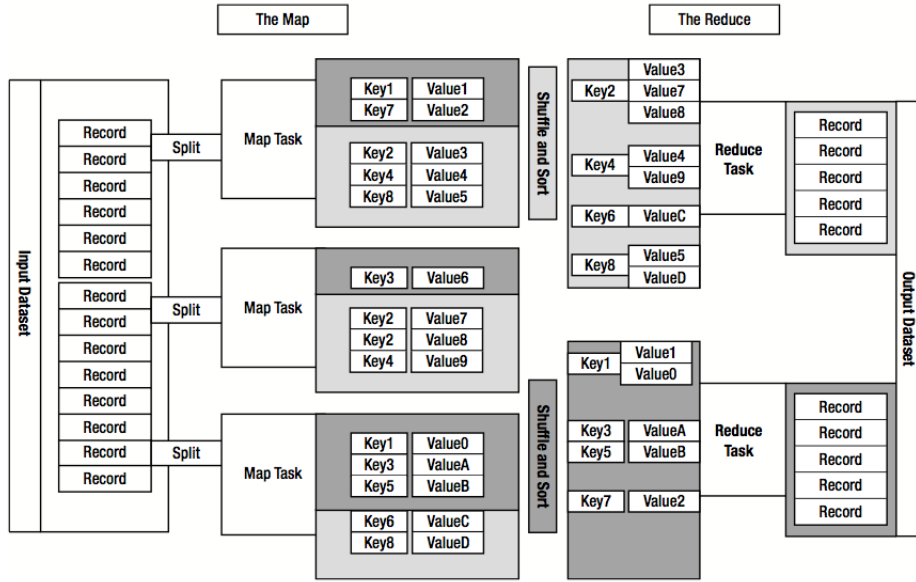 The Map
The Reduce
Input Dataset
Record
Record
Record
Record
Record
Record
Record
Record
Record
Record
Record
Record
Record
Record
Split
Split
Split
Map Task
Key1 Value1
Key7 Value2
Key2 Value3
Key4 Value4
Key8 Value5
Map Task
Key3 Value6
Key2 Value7
Key2 Value8
Key4 Value9
Map Task
Key1 Value0
Key3 ValueA
Key5 ValueB
Key6 ValueC
Key8 ValueD
Shuffle and Sort
Shuffle and Sort
Value3
Key2 Value7
Value8
Key4 Value4
Value9
Key6 ValueC
Key8 Value5
ValueD
Reduce
Task
Record
Record
Record
Record
Record
Key1 Value1
Value0
Key3 ValueA
Key5 ValueB
Key7 Value2
Reduce
Task
Record
Record
Record
Record
Record
Output Dataset